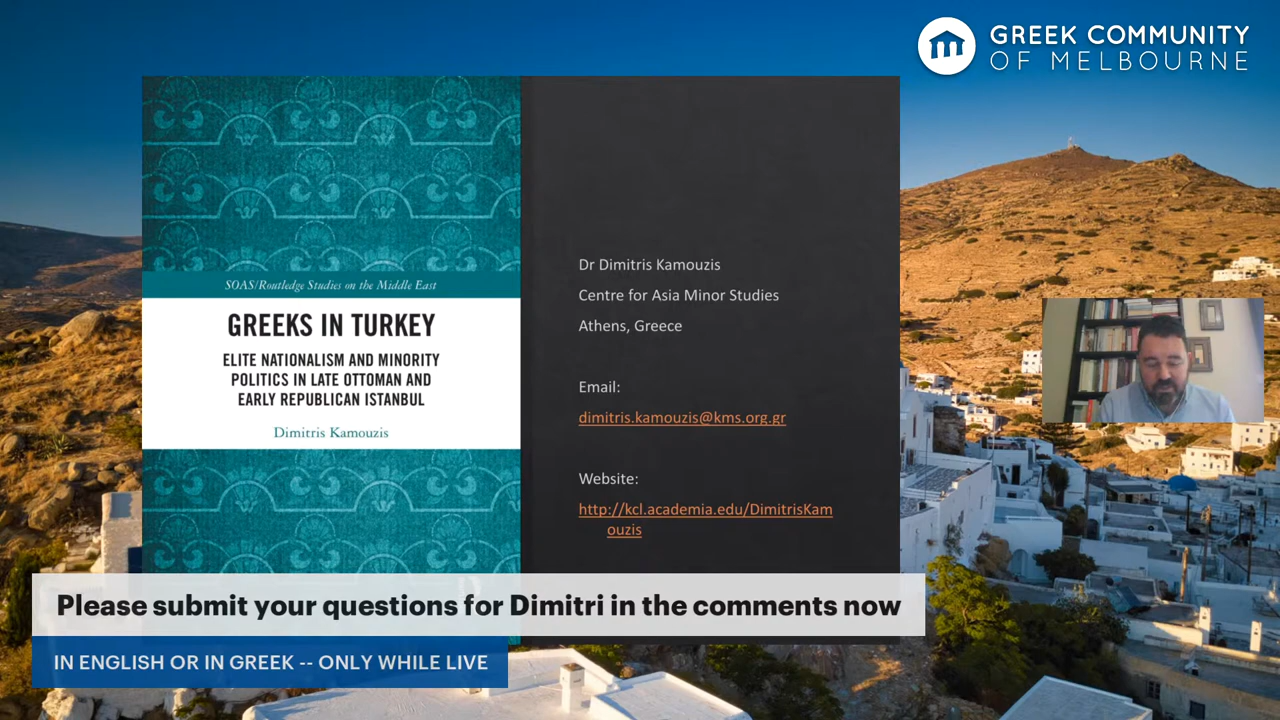 GREEK COMMUNITY
OF MELBOURNE
SOAS/Routledge Studies on the Middle East
GREEKS IN TURKEY
ELITE NATIONALISM AND MINORITY
POLITICS IN LATE OTTOMAN AND
EARLY REPUBLICAN ISTANBUL
Dimitris Kamouzis
Dr Dimitris Kamouzis
Centre for Asia Minor Studies
Athens, Greece
Email:
dimitris.kamouzis@kms.org.gr
Website:
http://kcl.academia.edu/DimitrisKam
ouzis
Please submit your questions for Dimitri in the comments now
IN ENGLISH OR IN GREEK -- ONLY WHILE LIVE